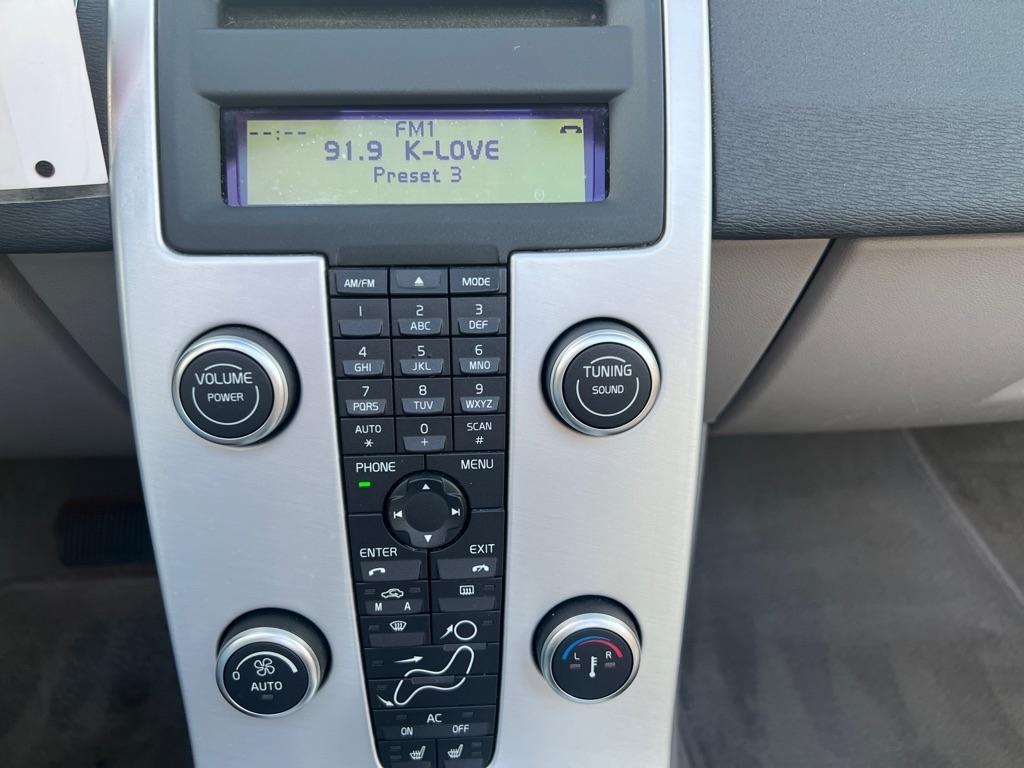 --:--
FM1
91.9 K-LOVE
Preset 3
AM/FM
MODE
1
2
ABC
3
DEF
VOLUME
POWER
4
GHI
5
JKL
6
MNO
TUNING
SOUND
7
PQRS
8
TUV
9
WXYZ
AUTO
*
0
+
SCAN
#
PHONE
MENU
ENTER
EXIT
M A
0
AUTO
L R
AC
ON OFF